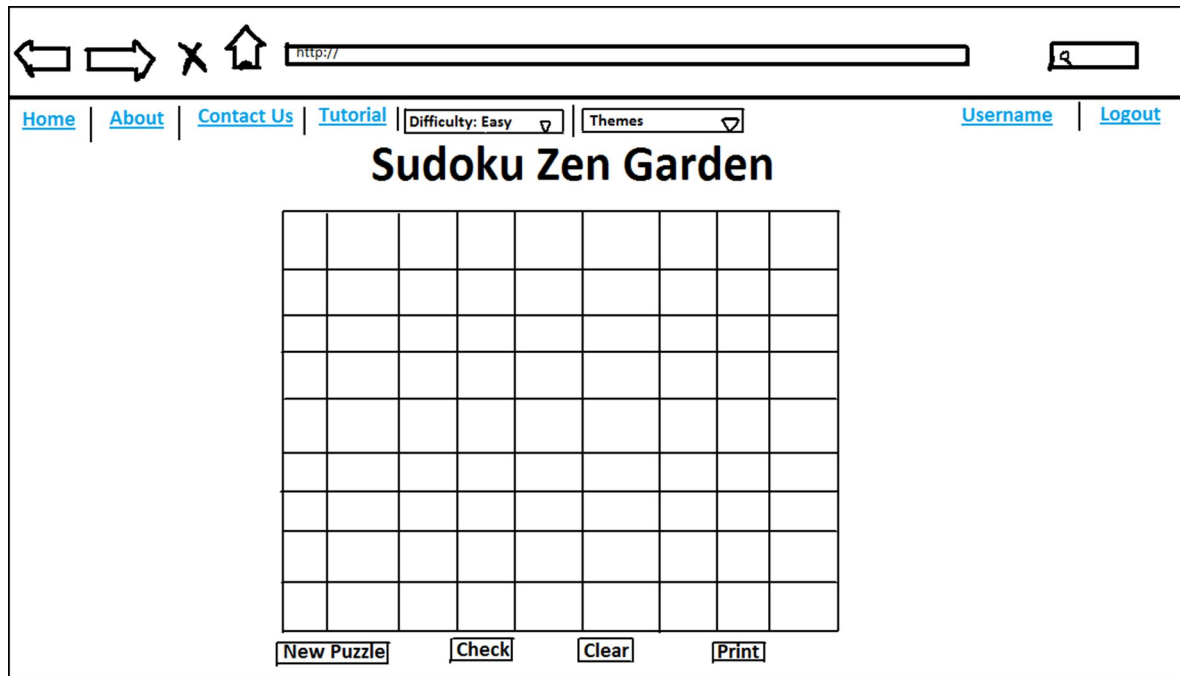 http://
Home About Contact Us Tutorial Difficulty: Easy Themes Username Logout
Sudoku Zen Garden
New Puzzle Check Clear Print